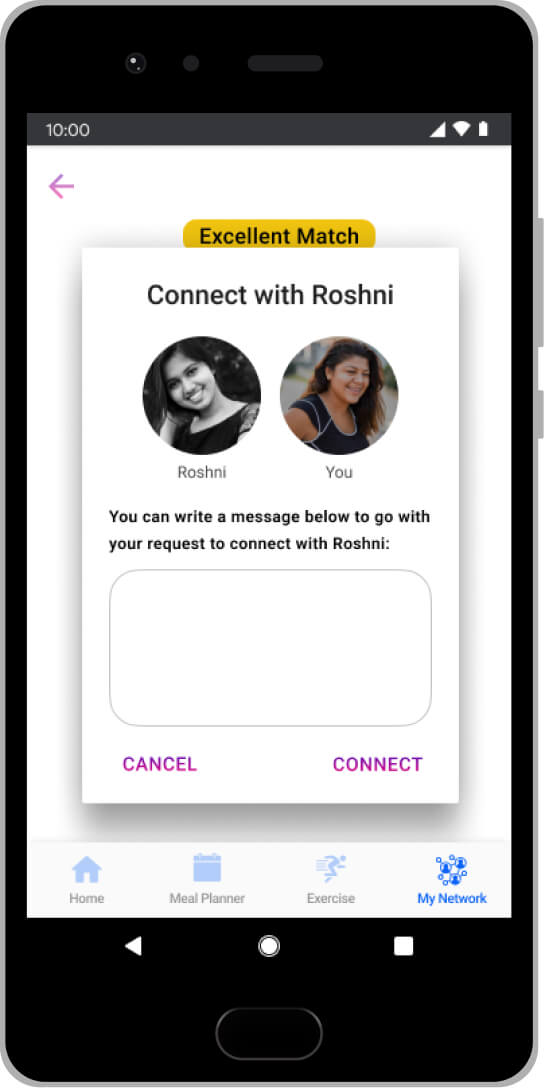 10:00
Excellent Match
Connect with Roshni
Roshni
You
You can write a message below to go with
your request to connect with Roshni:
CANCEL
CONNECT
Home
Meal Planner
Exercise
My Network